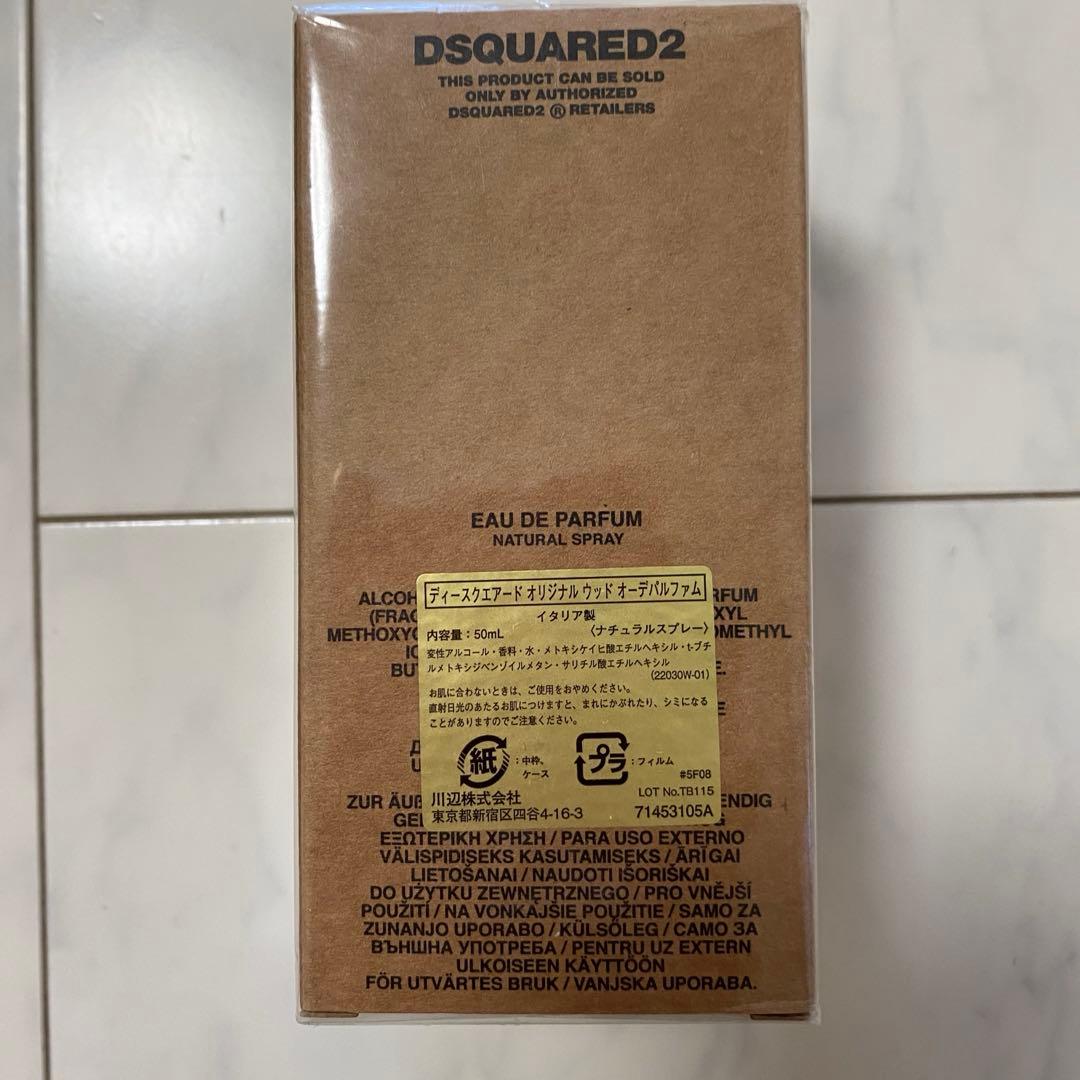 DSQUARED2
THIS PRODUCT CAN BE SOLD
ONLY BY AUTHORIZED
DSQUARED2 ® RETAILERS
EAU DE PARFUM
NATURAL SPRAY
ディースクエアード オリジナル ウッド オーデパルファム
イタリア製
内容量：50mL 〈ナチュラルスプレー〉
変性アルコール・香料・水・メトキシケイヒ酸エチルヘキシル・t-ブチ
ルメトキシジベンゾイルメタン・サリチル酸エチルヘキシル
(22030W-01)
お肌に合わないときは、ご使用をおやめください。
直射日光のあたるお肌につけますと、まれにかぶれたり、シミになる
ことがありますのでご注意ください。
紙：中枠、
ケース
プラ：フィルム
#5F08
川辺株式会社 LOT No.TB115
東京都新宿区四谷4-16-3 71453105A
ZUR
ΕΞΩΤΕΡΙΚΗ ΧΡΗΣΗ / PARA USO EXTERNO
VÄLISPIDISEKS KASUTAMISEKS / ĀRĪGAI
LIETOŠANAI / NAUDOTI IŠORIŠKAI
DO UŻYTKU ZEWNĘTRZNEGO / PRO VNĚJŠÍ
POUŽITÍ / NA VONKAJŠIE POUŽITIE / SAMO ZA
ZUNANJO UPORABO / KÜLSŐLEG / САМО ЗА
ВЪНШНА УПОТРЕБА / PENTRU UZ EXTERN
ULKOISEEN KÄYTTÖÖN
FÖR UTVÄRTES BRUK / VANJSKA UPORABA.